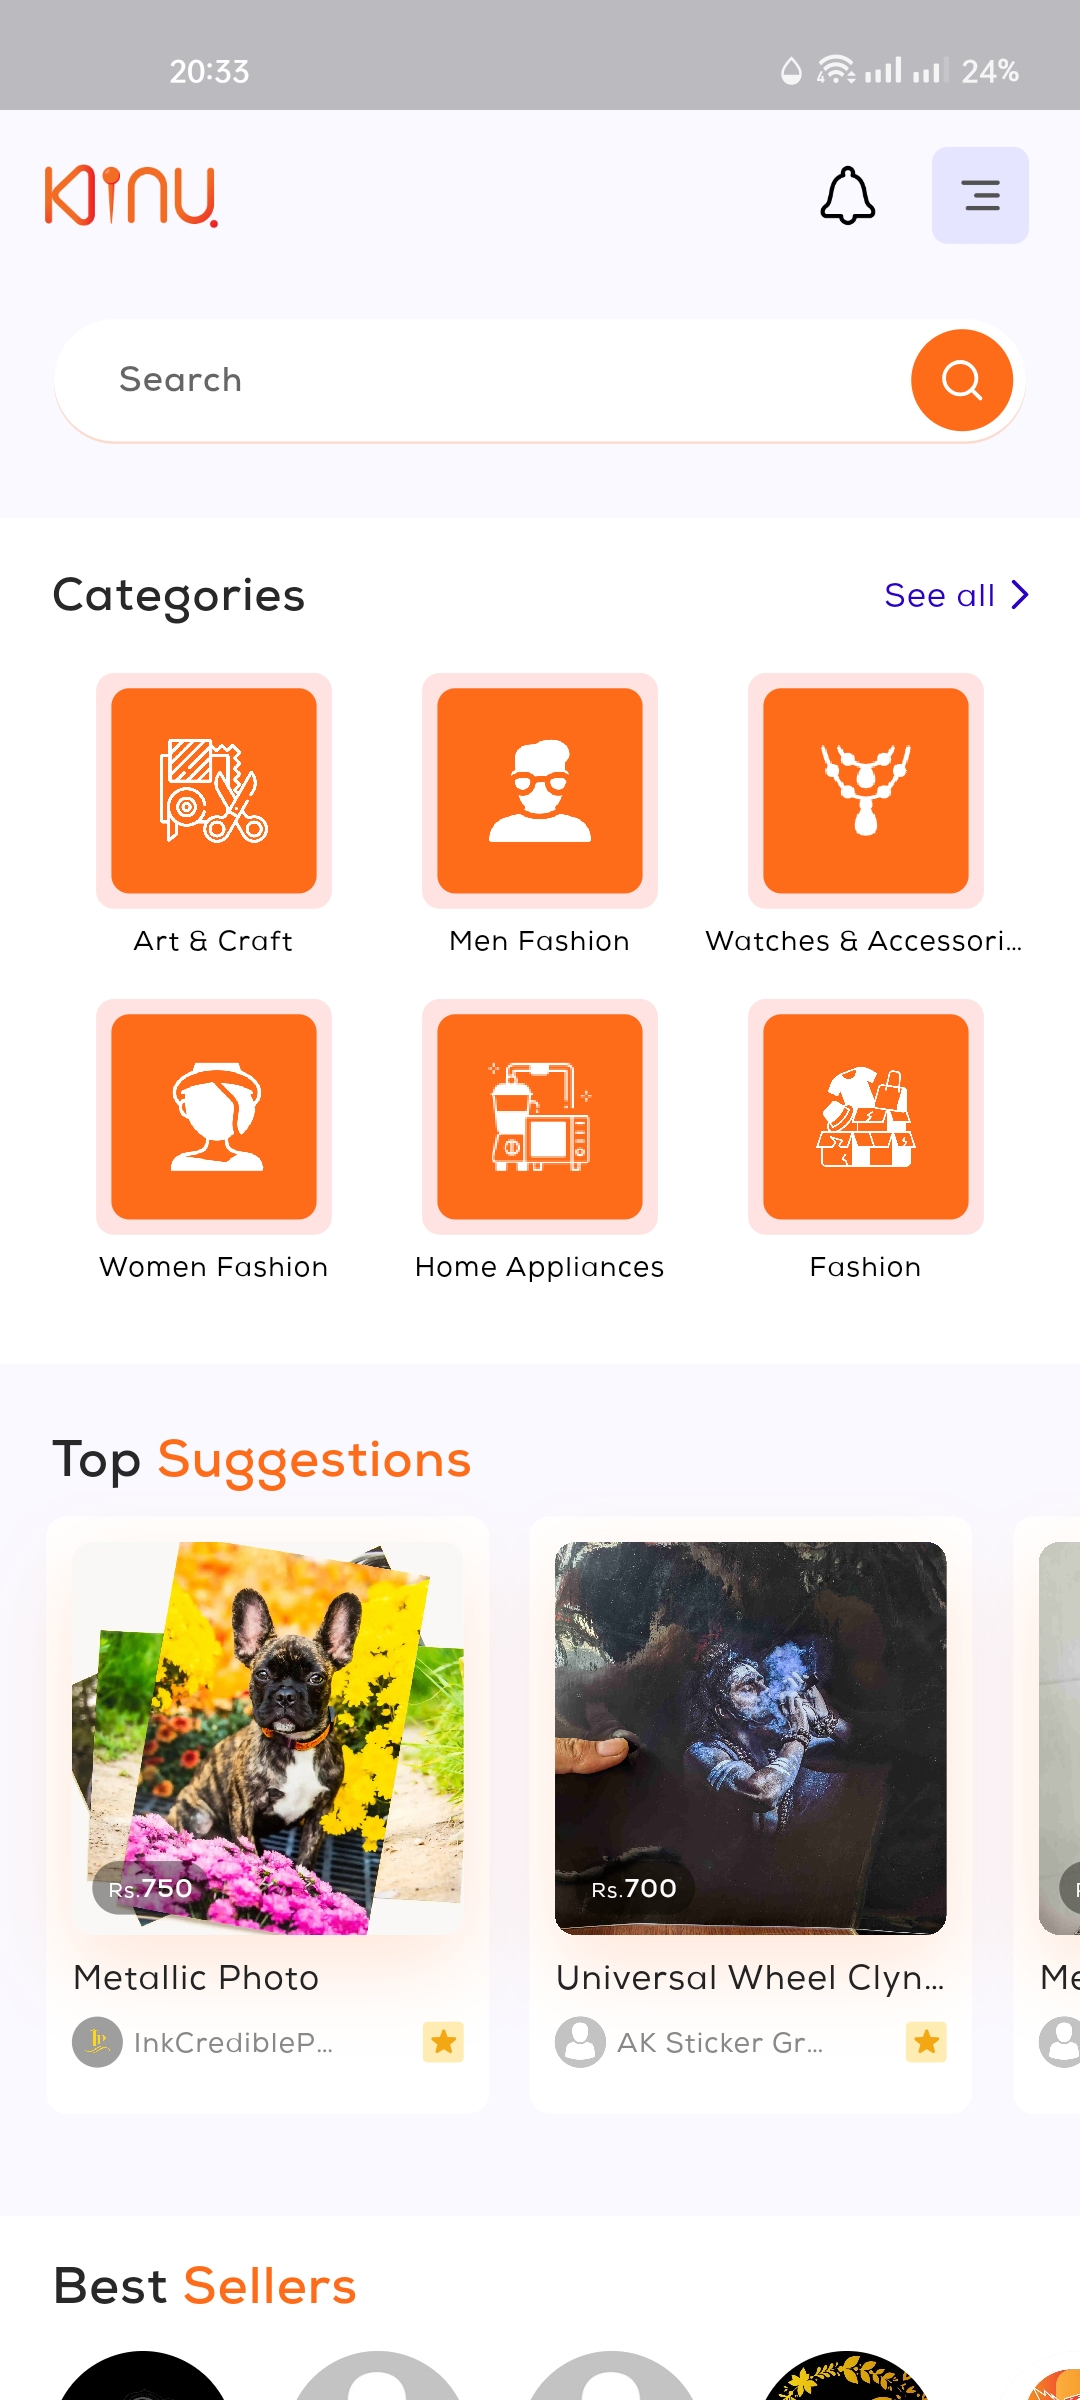 20:33
24%
Kinu
Search
Categories
See all
Art & Craft
Men Fashion
Watches & Accessori...
Women Fashion
Home Appliances
Fashion
Top Suggestions
Rs.750
Rs.700
Metallic Photo
Universal Wheel Clyn...
InkCredibleP...
AK Sticker Gr...
Best Sellers